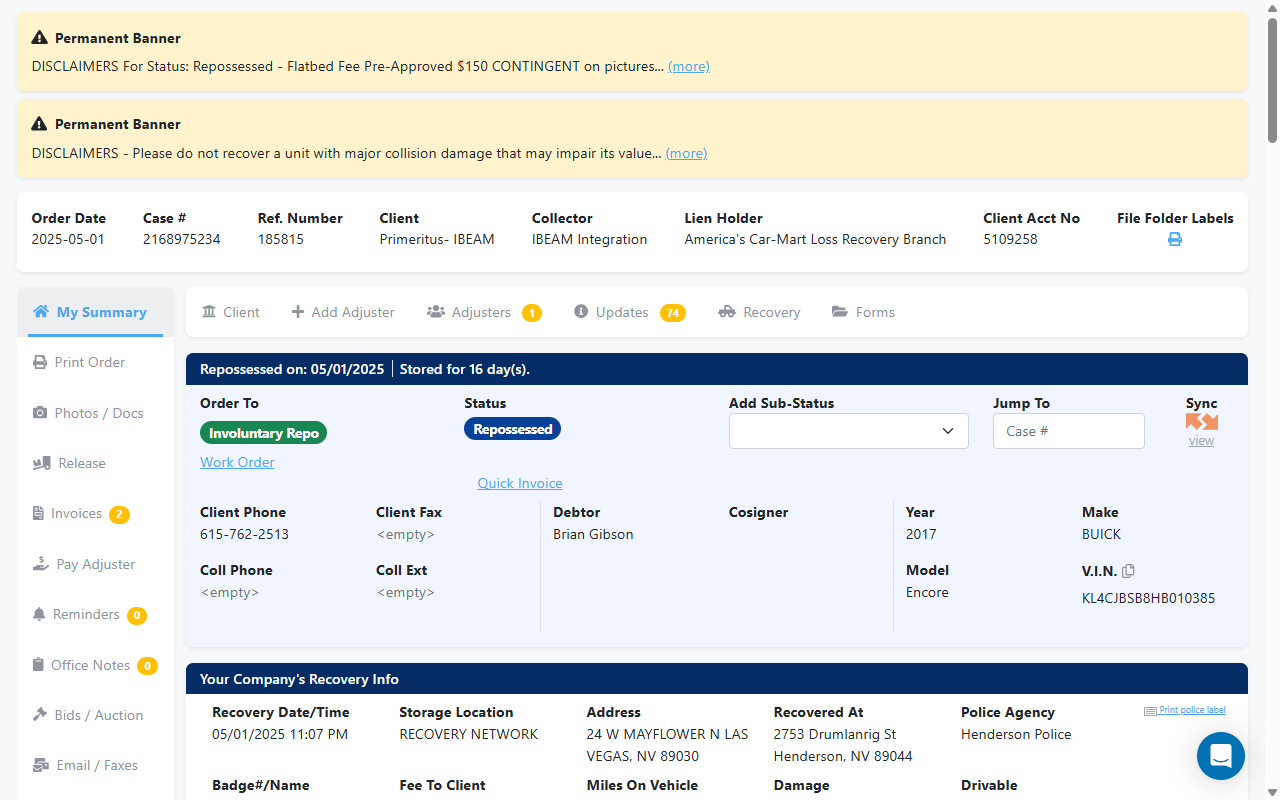 Permanent Banner
DISCLAIMERS For Status: Repossessed - Flatbed Fee Pre-Approved $150 CONTINGENT on pictures... (more)
Permanent Banner
DISCLAIMERS - Please do not recover a unit with major collision damage that may impair its value... (more)
Order Date Case # Ref. Number Client Collector Lien Holder Client Acct No File Folder Labels
2025-05-01 2168975234 185815 Primeritus- IBEAM IBEAM Integration America's Car-Mart Loss Recovery Branch 5109258
My Summary
Print Order
Photos / Docs
Release
Invoices 2
Pay Adjuster
Reminders 0
Office Notes 0
Bids / Auction
Email / Faxes
Client Add Adjuster Adjusters 1 Updates 74 Recovery Forms
Repossessed on: 05/01/2025 Stored for 16 day(s).
Order To Status Add Sub-Status Jump To Sync
Involuntary Repo Repossessed Case # view
Work Order
Quick Invoice
Client Phone Client Fax Debtor Cosigner Year Make
615-762-2513 <empty> Brian Gibson 2017 BUICK
Coll Phone Coll Ext Model V.I.N.
<empty> <empty> Encore KL4CJBSB8HB010385
Your Company's Recovery Info
Recovery Date/Time Storage Location Address Recovered At Police Agency Print police label
05/01/2025 11:07 PM RECOVERY NETWORK 24 W MAYFLOWER N LAS 2753 Drumlanrig St Henderson Police
VEGAS, NV 89030 Henderson, NV 89044
Badge#/Name Fee To Client Miles On Vehicle Damage Drivable